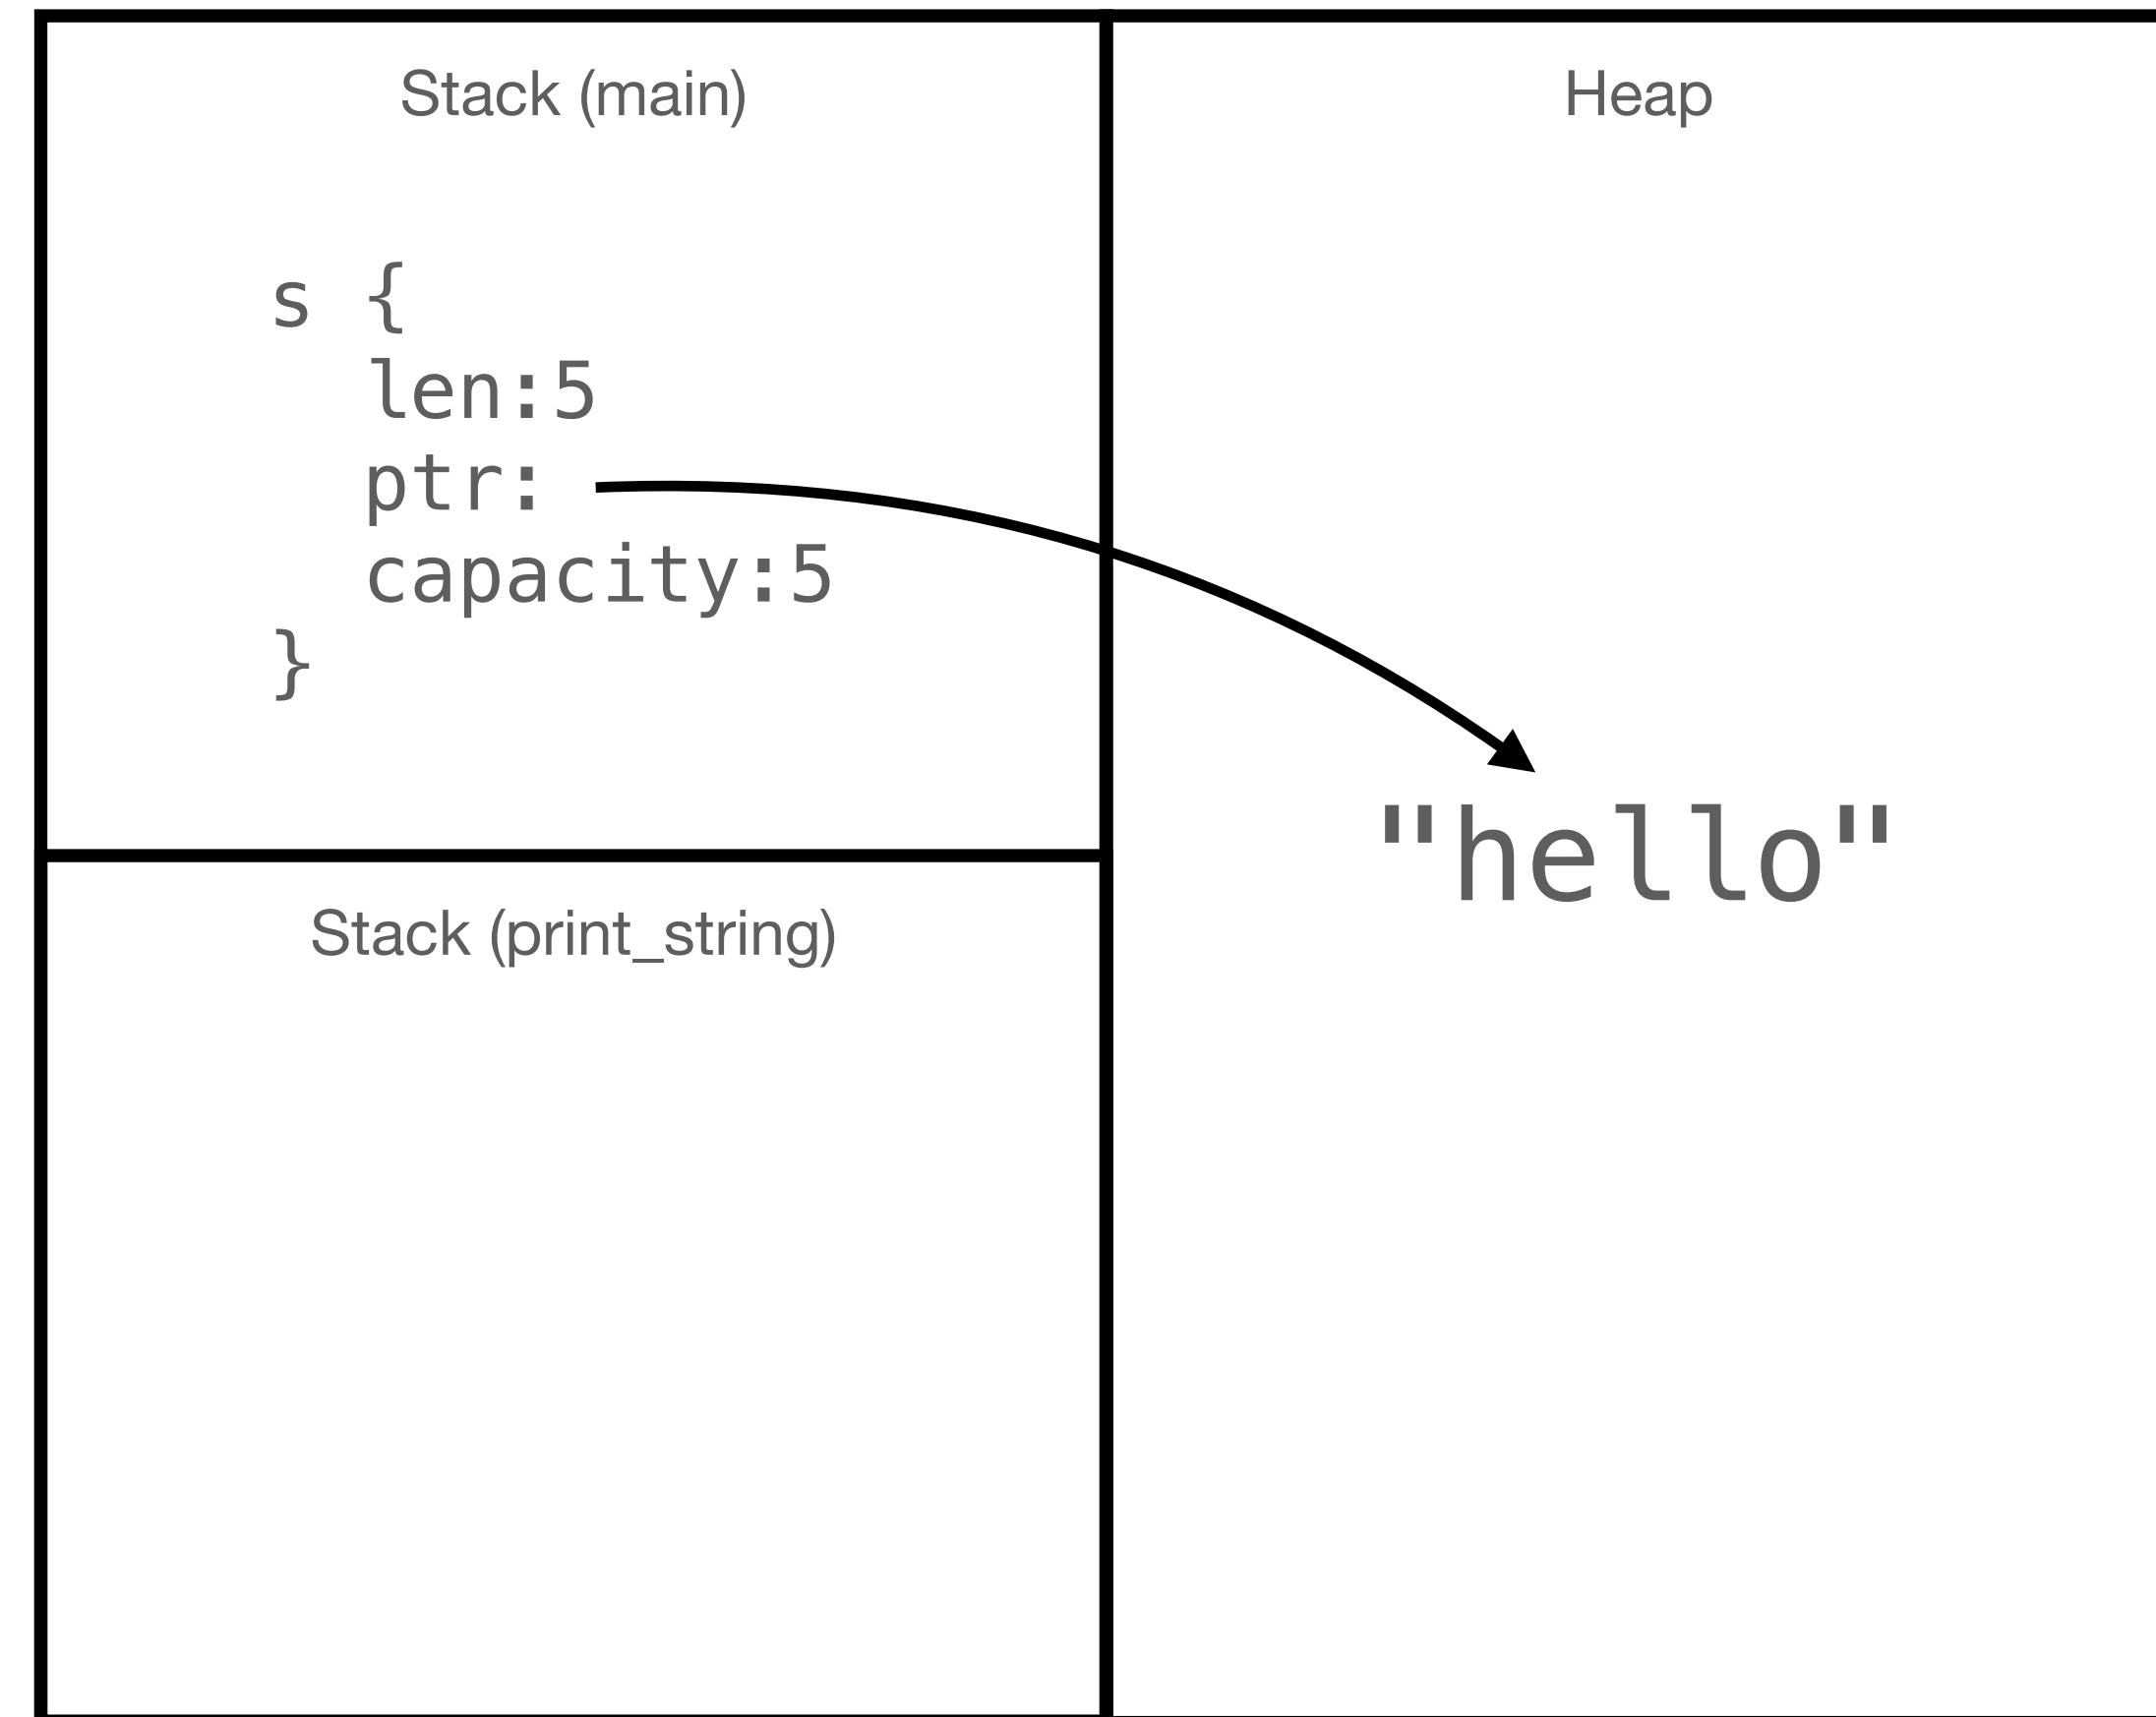 Stack (main)
Heap
s {
len:5
ptr:
capacity:5
}
"hello"
Stack (print_string)